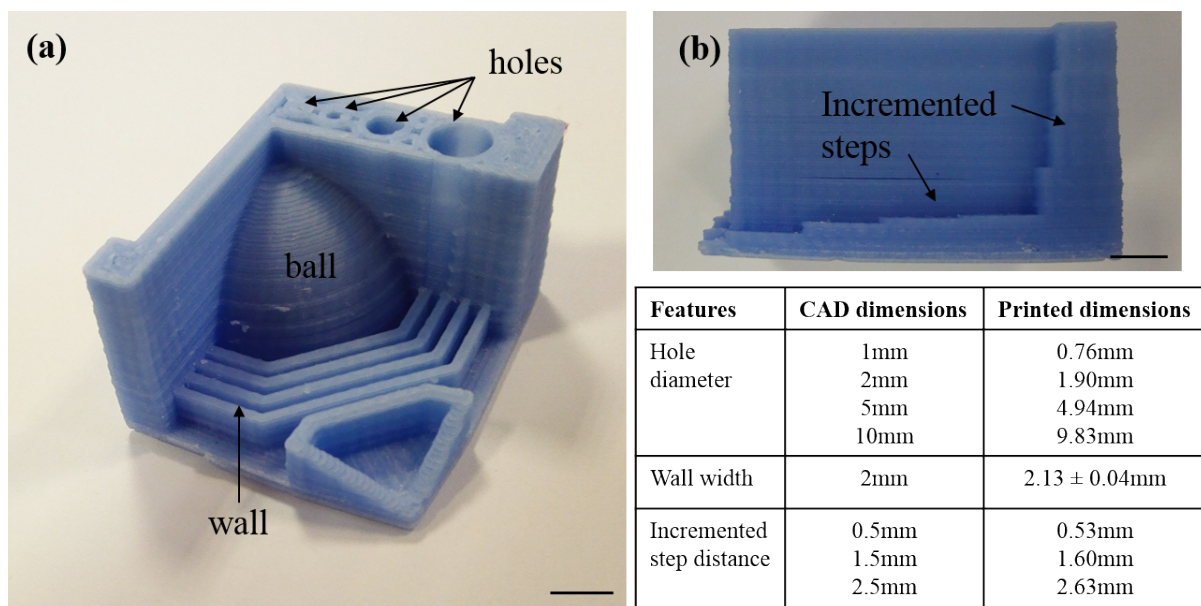 (a)
holes
ball
wall
(b)
Incremented
steps
Features CAD dimensions Printed dimensions
Hole diameter
1mm 0.76mm
2mm 1.90mm
5mm 4.94mm
10mm 9.83mm
Wall width 2mm 2.13 ± 0.04mm
Incremented step distance
0.5mm 0.53mm
1.5mm 1.60mm
2.5mm 2.63mm